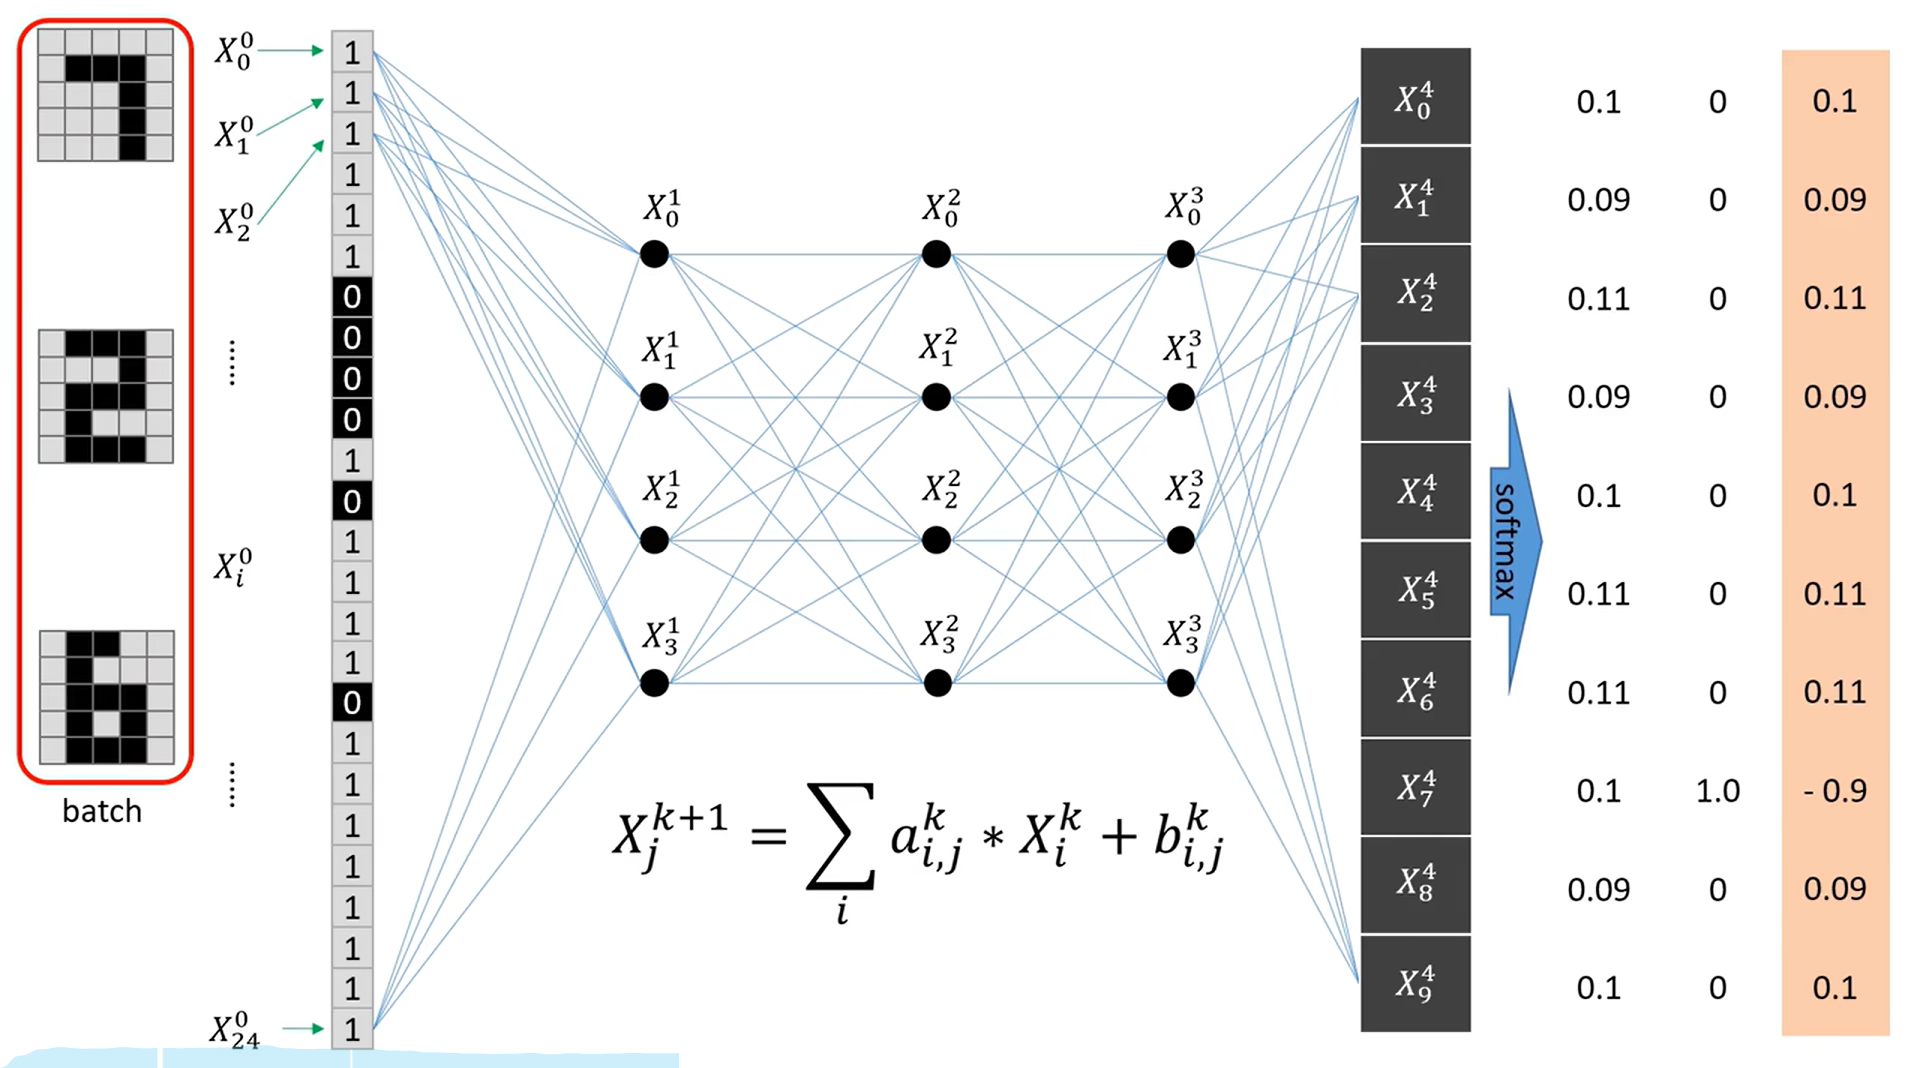 X_0^0
X_1^0
X_2^0
......
X_i^0
......
X_24^0
batch
1
1
1
1
1
1
0
0
0
0
1
0
1
1
1
1
0
1
1
1
1
1
1
1
1
X_0^1 X_0^2 X_0^3
X_1^1 X_1^2 X_1^3
X_2^1 X_2^2 X_2^3
X_3^1 X_3^2 X_3^3
X_j^{k+1} = ∑_i a_{i,j}^k * X_i^k + b_{i,j}^k
softmax
X_0^4 0.1 0 0.1
X_1^4 0.09 0 0.09
X_2^4 0.11 0 0.11
X_3^4 0.09 0 0.09
X_4^4 0.1 0 0.1
X_5^4 0.11 0 0.11
X_6^4 0.11 0 0.11
X_7^4 0.1 1.0 - 0.9
X_8^4 0.09 0 0.09
X_9^4 0.1 0 0.1